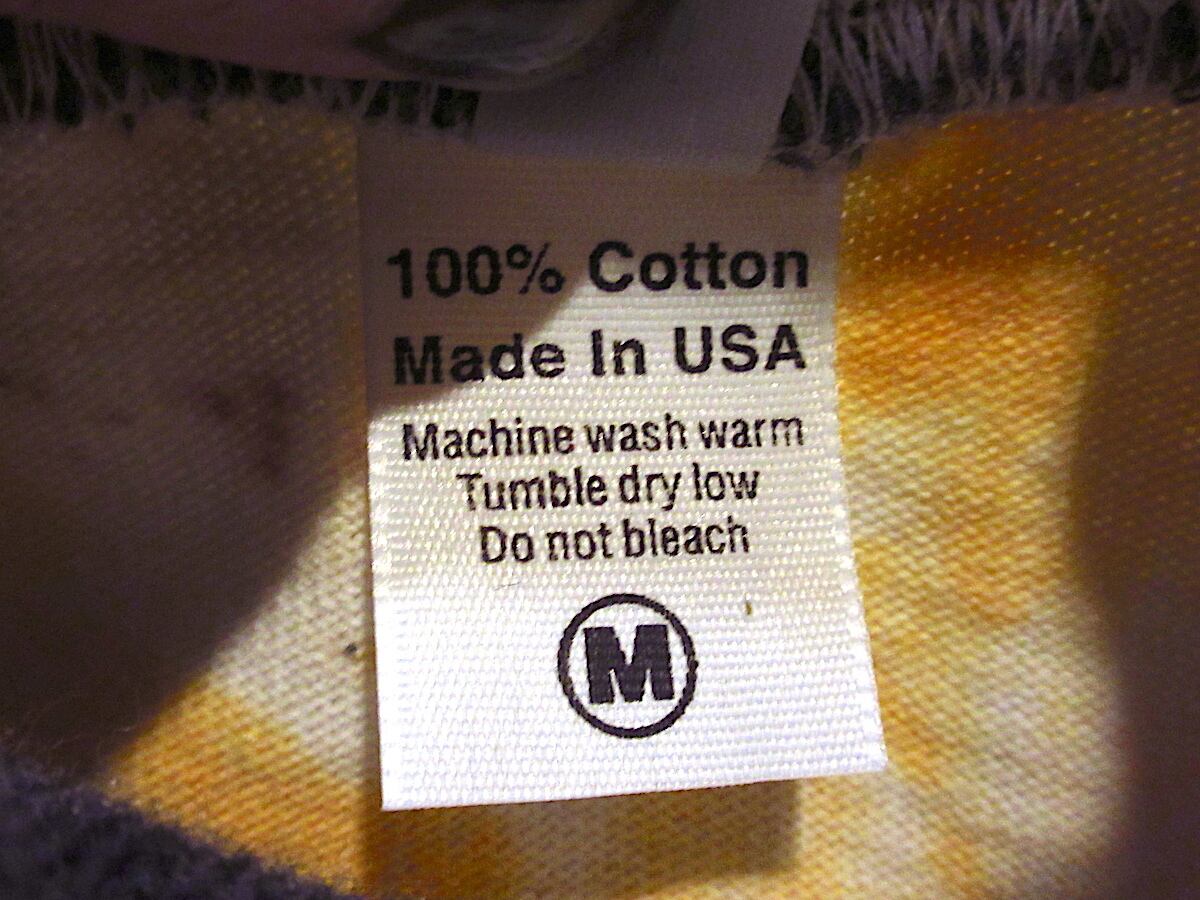 100% Cotton
Made In USA
Machine wash warm
Tumble dry low
Do not bleach
M